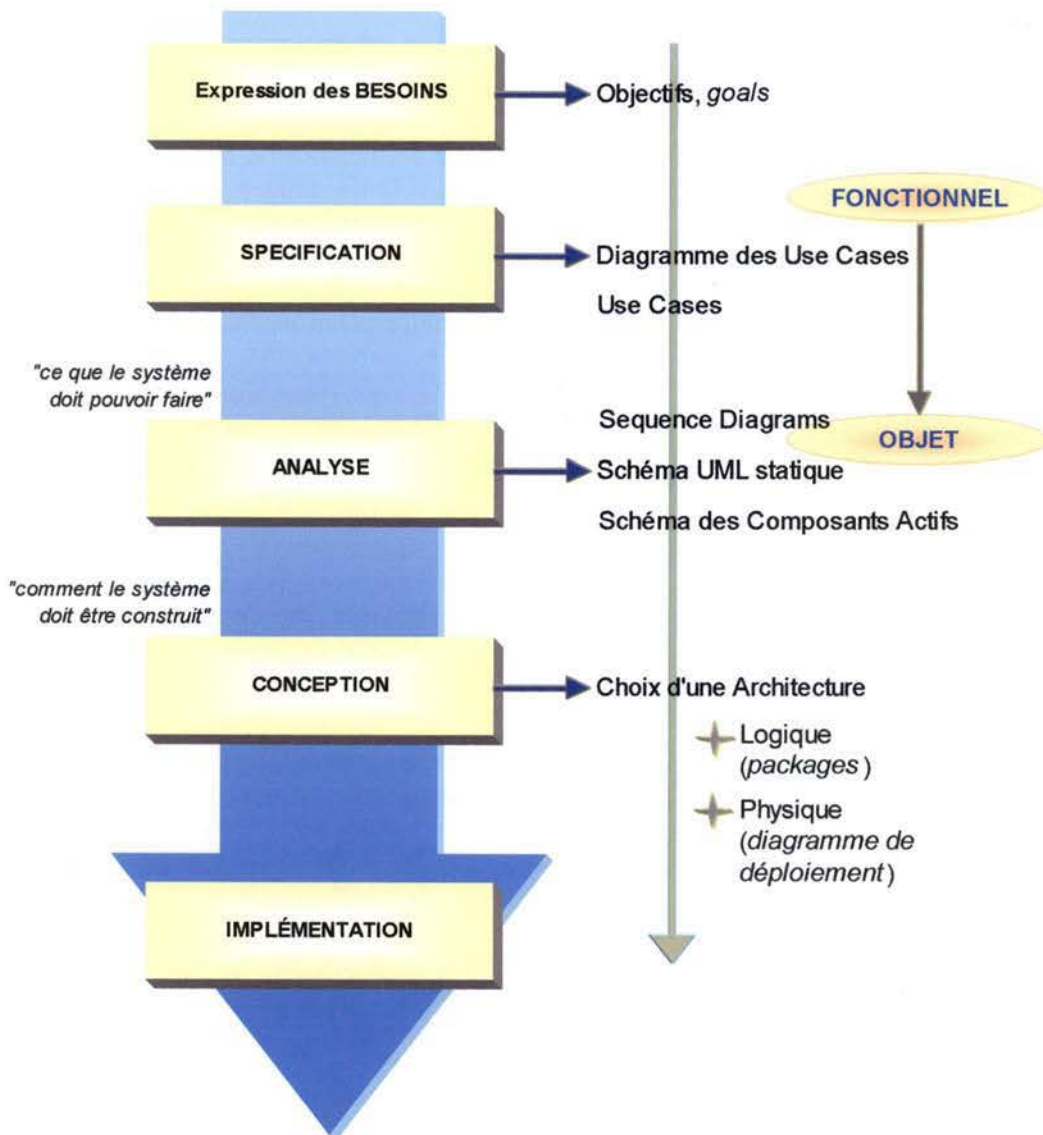 Expression des BESOINS
Objectifs, goals
FONCTIONNEL
SPECIFICATION
Diagramme des Use Cases
Use Cases
"ce que le système
doit pouvoir faire"
Sequence Diagrams
OBJET
ANALYSE
Schéma UML statique
Schéma des Composants Actifs
"comment le système
doit être construit"
CONCEPTION
Choix d'une Architecture
Logique
(packages)
Physique
(diagramme de
déploiement)
IMPLÉMENTATION